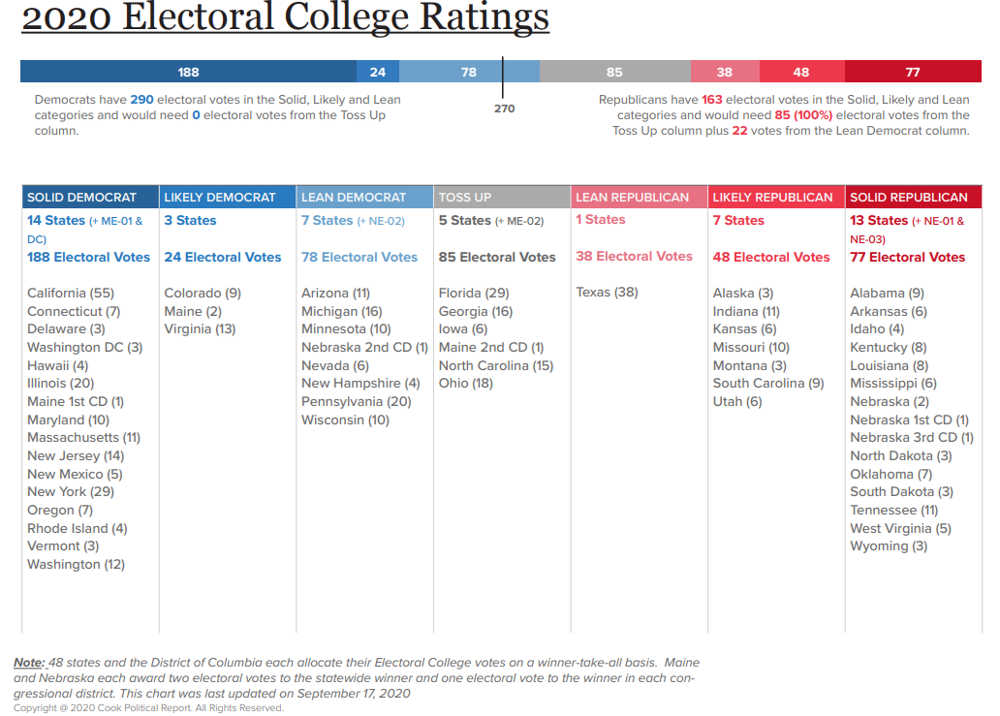 2020 Electoral College Ratings
188 24 78 85 38 48 77
270
Democrats have 290 electoral votes in the Solid, Likely and Lean
categories and would need 0 electoral votes from the Toss Up
column.
Republicans have 163 electoral votes in the Solid, Likely and Lean
categories and would need 85 (100%) electoral votes from the
Toss Up column plus 22 votes from the Lean Democrat column.
SOLID DEMOCRAT
14 States (+ ME-01 &
DC)
188 Electoral Votes
California (55)
Connecticut (7)
Delaware (3)
Washington DC (3)
Hawaii (4)
Illinois (20)
Maine 1st CD (1)
Maryland (10)
Massachusetts (11)
New Jersey (14)
New Mexico (5)
New York (29)
Oregon (7)
Rhode Island (4)
Vermont (3)
Washington (12)
LIKELY DEMOCRAT
3 States
24 Electoral Votes
Colorado (9)
Maine (2)
Virginia (13)
LEAN DEMOCRAT
7 States (+ NE-02)
78 Electoral Votes
Arizona (11)
Michigan (16)
Minnesota (10)
Nebraska 2nd CD (1)
Nevada (6)
New Hampshire (4)
Pennsylvania (20)
Wisconsin (10)
TOSS UP
5 States (+ ME-02)
85 Electoral Votes
Florida (29)
Georgia (16)
Iowa (6)
Maine 2nd CD (1)
North Carolina (15)
Ohio (18)
LEAN REPUBLICAN
1 States
38 Electoral Votes
Texas (38)
LIKELY REPUBLICAN
7 States
48 Electoral Votes
Alaska (3)
Indiana (11)
Kansas (6)
Missouri (10)
Montana (3)
South Carolina (9)
Utah (6)
SOLID REPUBLICAN
13 States (+ NE-01 &
NE-03)
77 Electoral Votes
Alabama (9)
Arkansas (6)
Idaho (4)
Kentucky (8)
Louisiana (8)
Mississippi (6)
Nebraska (2)
Nebraska 1st CD (1)
Nebraska 3rd CD (1)
North Dakota (3)
Oklahoma (7)
South Dakota (3)
Tennessee (11)
West Virginia (5)
Wyoming (3)
Note: 48 states and the District of Columbia each allocate their Electoral College votes on a winner-take-all basis. Maine
and Nebraska each award two electoral votes to the statewide winner and one electoral vote to the winner in each con-
gressional district. This chart was last updated on September 17, 2020
Copyright @ 2020 Cook Political Report. All Rights Reserved.